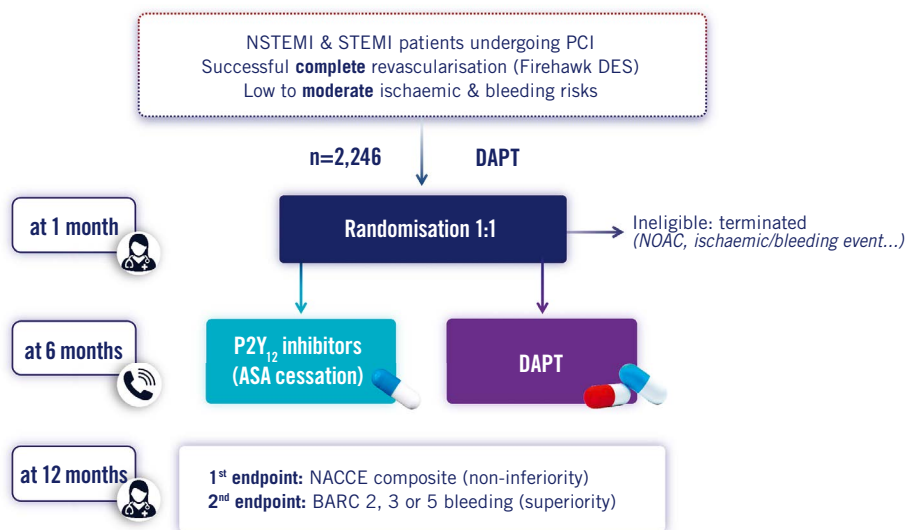 NSTEMI & STEMI patients undergoing PCI
Successful complete revascularisation (Firehawk DES)
Low to moderate ischaemic & bleeding risks
n=2,246 DAPT
at 1 month
Randomisation 1:1
Ineligible: terminated
(NOAC, ischaemic/bleeding event...)
at 6 months
P2Y₁₂ inhibitors
(ASA cessation)
DAPT
at 12 months
1st endpoint: NACCE composite (non-inferiority)
2nd endpoint: BARC 2, 3 or 5 bleeding (superiority)